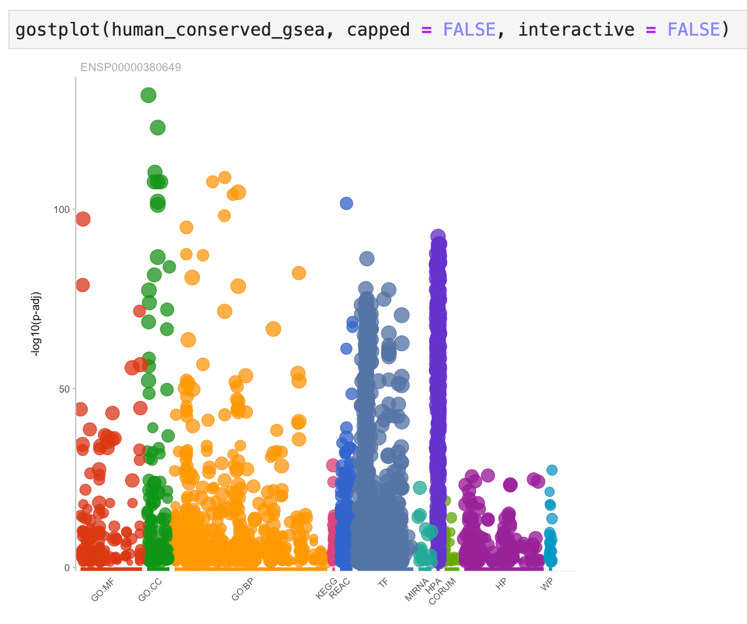 gostplot(human_conserved_gsea, capped = FALSE, interactive = FALSE)
ENSP00000380649
100
50
0
-log10(p-adj)
GO:MF
GO:CC
GO:BP
KEGG
REAC
TF
MIRNA
HPA
CORUM
HP
WP